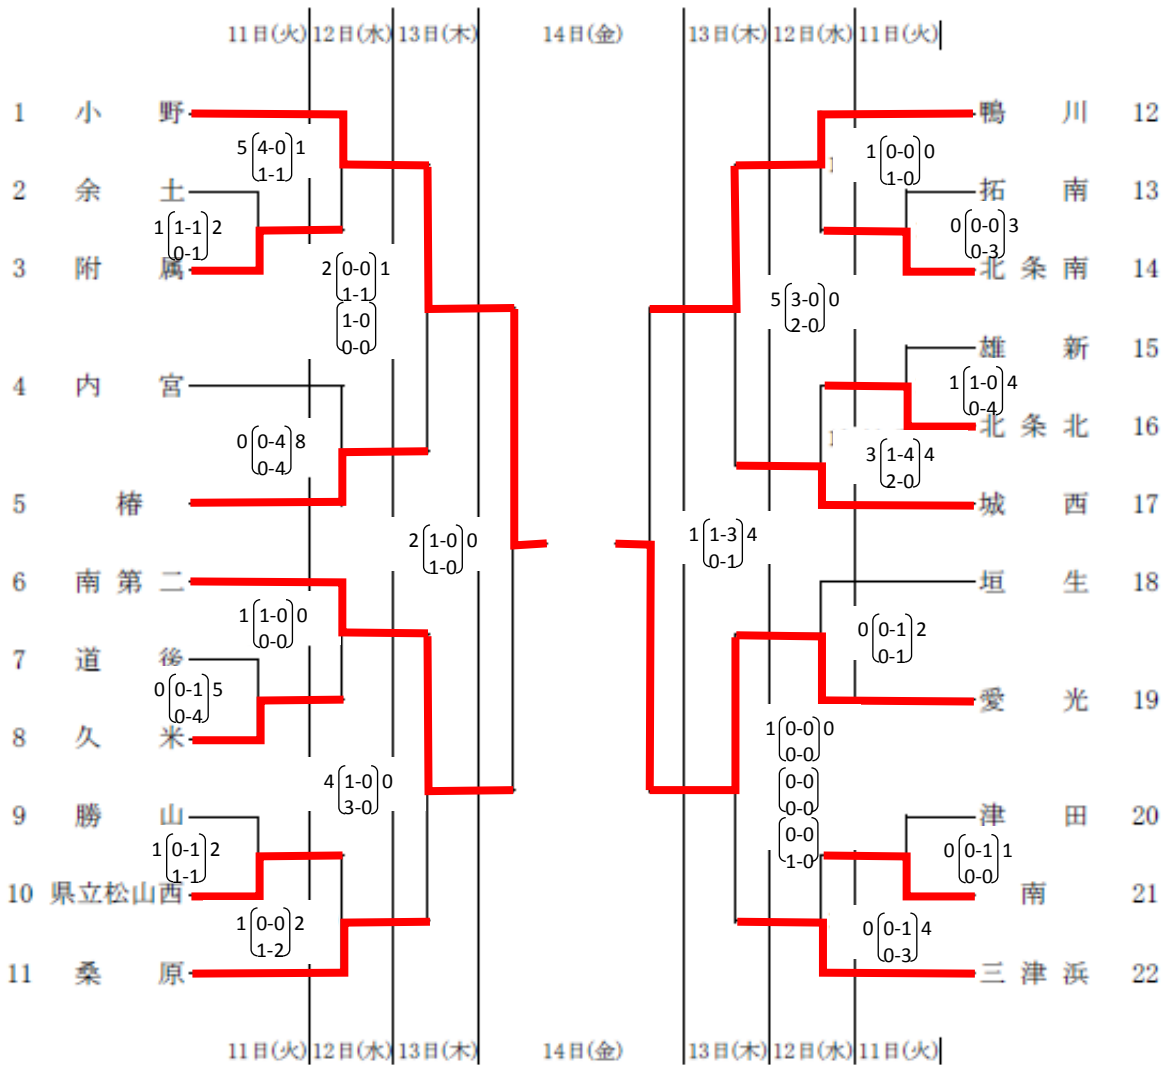 11日(火) 12日(水) 13日(木) 14日(金) 13日(木) 12日(水) 11日(火)
1 小野
鴨川 12
5 4-0 1
1-1
1 0-0 0
1-0
2 余土
拓南 13
1 1-1 2
0-1
0 0-0 3
0-3
3 附属
北条南 14
2 0-0 1
1-1
1-0
0-0
5 3-0 0
2-0
雄新 15
4 内宮
1 1-0 4
0-4
北条北 16
0 0-4 8
0-4
3 1-4 4
2-0
5 椿
城西 17
2 1-0 0
1-0
1 1-3 4
0-1
6 南第二
垣生 18
1 1-0 0
0-0
0 0-1 2
0-1
7 道後
0 0-1 5
0-4
愛光 19
8 久米
1 0-0 0
0-0
0-0
0-0
0-0
1-0
4 1-0 0
3-0
9 勝山
津田 20
1 0-1 2
1-1
0 0-1 1
0-0
10 県立松山西
南 21
1 0-0 2
1-2
0 0-1 4
0-3
11 桑原
三津浜 22
11日(火) 12日(水) 13日(木) 14日(金) 13日(木) 12日(水) 11日(火)